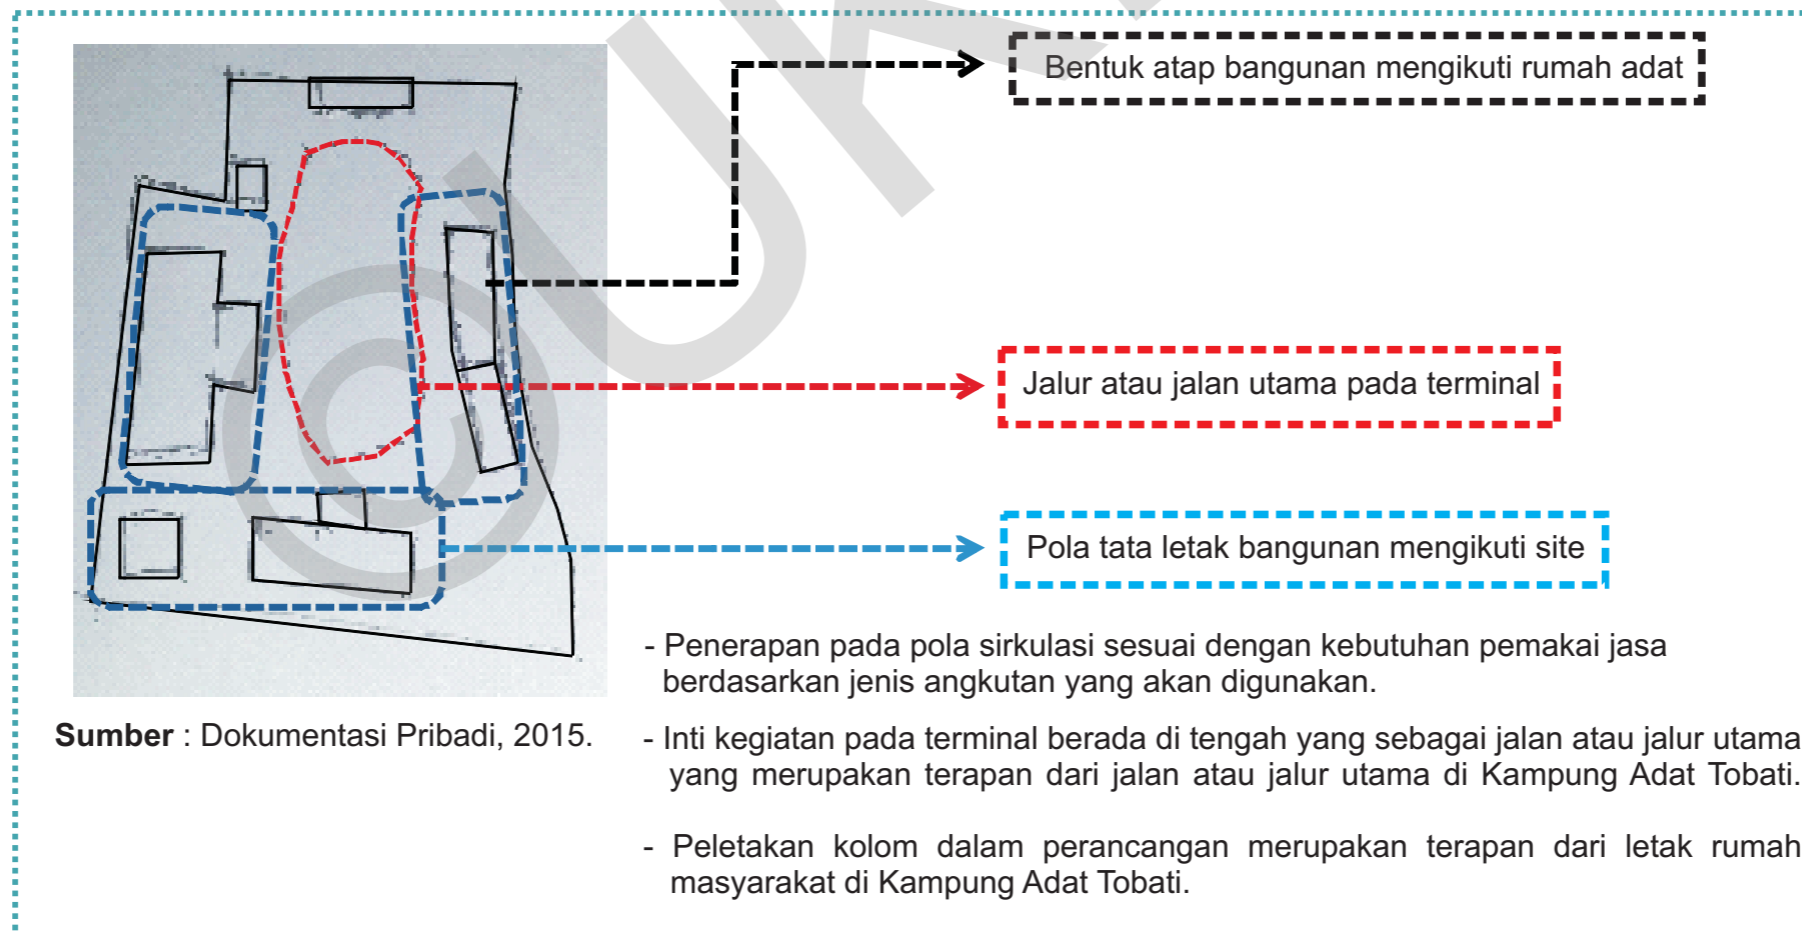 Bentuk atap bangunan mengikuti rumah adat
Jalur atau jalan utama pada terminal
Pola tata letak bangunan mengikuti site
Sumber : Dokumentasi Pribadi, 2015.
- Penerapan pada pola sirkulasi sesuai dengan kebutuhan pemakai jasa
berdasarkan jenis angkutan yang akan digunakan.
- Inti kegiatan pada terminal berada di tengah yang sebagai jalan atau jalur utama
yang merupakan terapan dari jalan atau jalur utama di Kampung Adat Tobati.
- Peletakan kolom dalam perancangan merupakan terapan dari letak rumah
masyarakat di Kampung Adat Tobati.